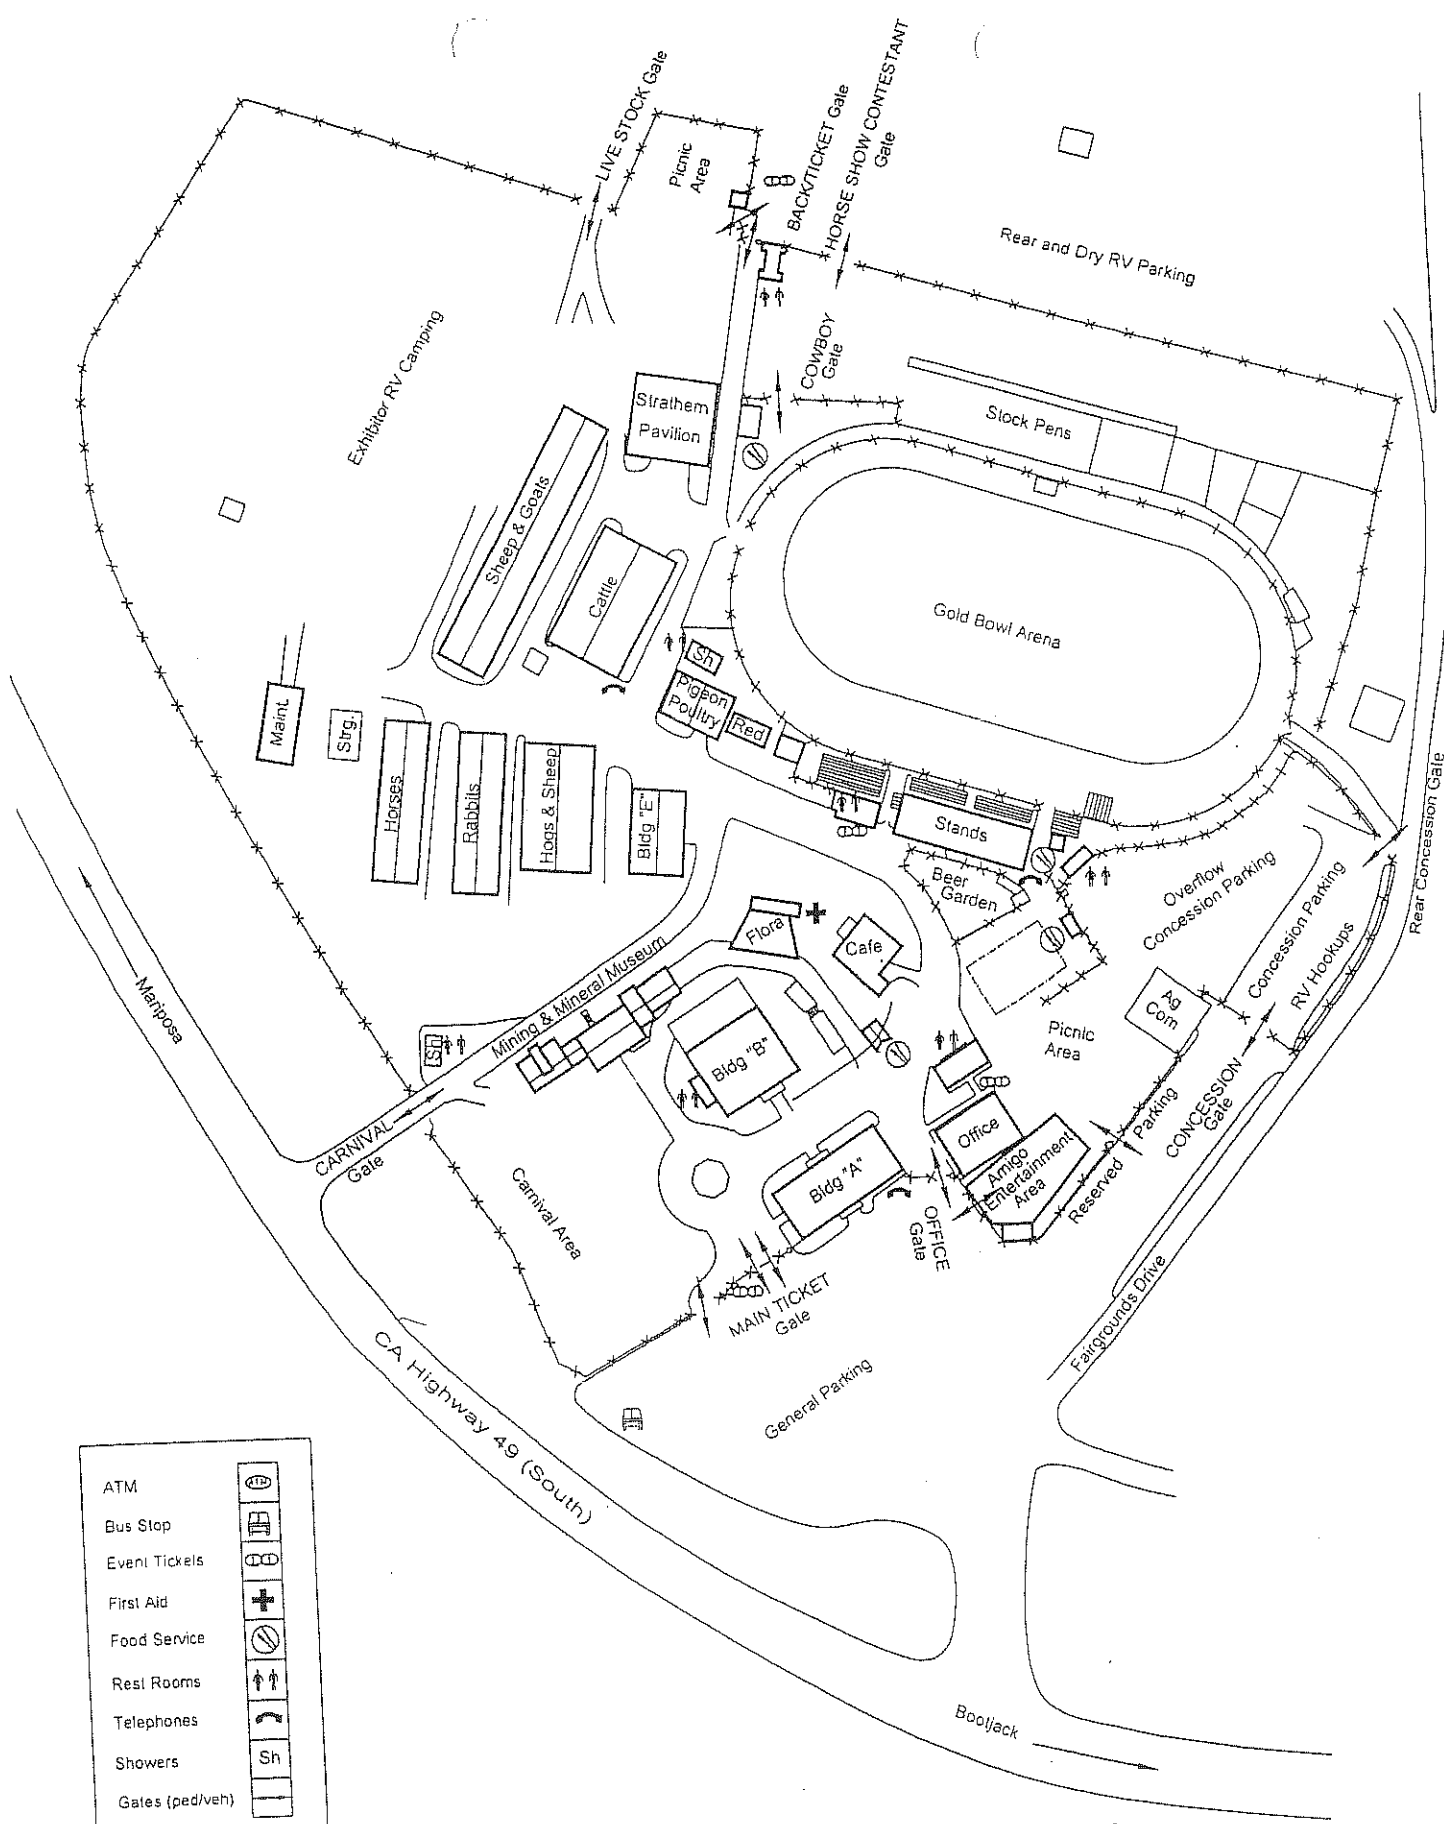 LIVE STOCK Gate
Picnic
Area
BACK/TICKET Gate
HORSE SHOW CONTESTANT
Gate
Rear and Dry RV Parking
Exhibitor RV Camping
COWBOY
Gate
Strathern
Pavilion
Stock Pens
Sheep & Goats
Cattle
Gold Bowl Arena
Sh
Pigeon
Poultry
Red
Maint.
Strg.
Horses
Rabbits
Hogs & Sheep
Bldg "E"
Stands
Beer
Garden
Overflow
Concession Parking
Concession Parking
RV Hookups
Rear Concession Gate
Flora
Cafe
Mining & Mineral Museum
Mariposa
Sh
Bldg "B"
Ag
Com
Picnic
Area
CARNIVAL
Gate
Carnival Area
Bldg "A"
Office
Amigo
Entertainment
Area
Reserved Parking
CONCESSION
Gate
OFFICE
Gate
MAIN TICKET
Gate
Fairgrounds Drive
General Parking
CA Highway 49 (South)
Bootjack
ATM
ATM
Bus Stop
Event Tickets
First Aid
Food Service
Rest Rooms
Telephones
Showers
Sh
Gates (ped/veh)